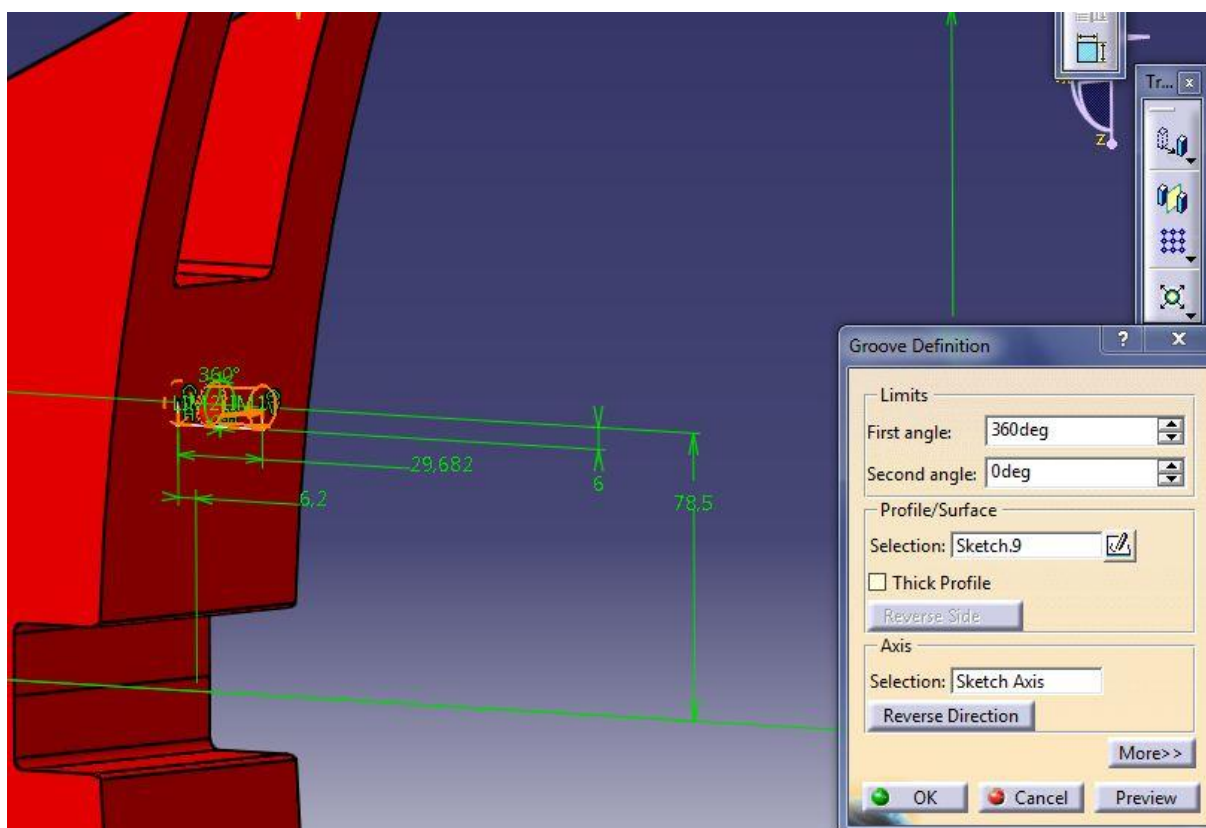 Tr...
x
z
360°
29,682
6
6,2
78,5
Groove Definition
? X
Limits
First angle: 360deg
Second angle: 0deg
Profile/Surface
Selection: Sketch.9
Thick Profile
Reverse Side
Axis
Selection: Sketch Axis
Reverse Direction
More>>
OK Cancel Preview